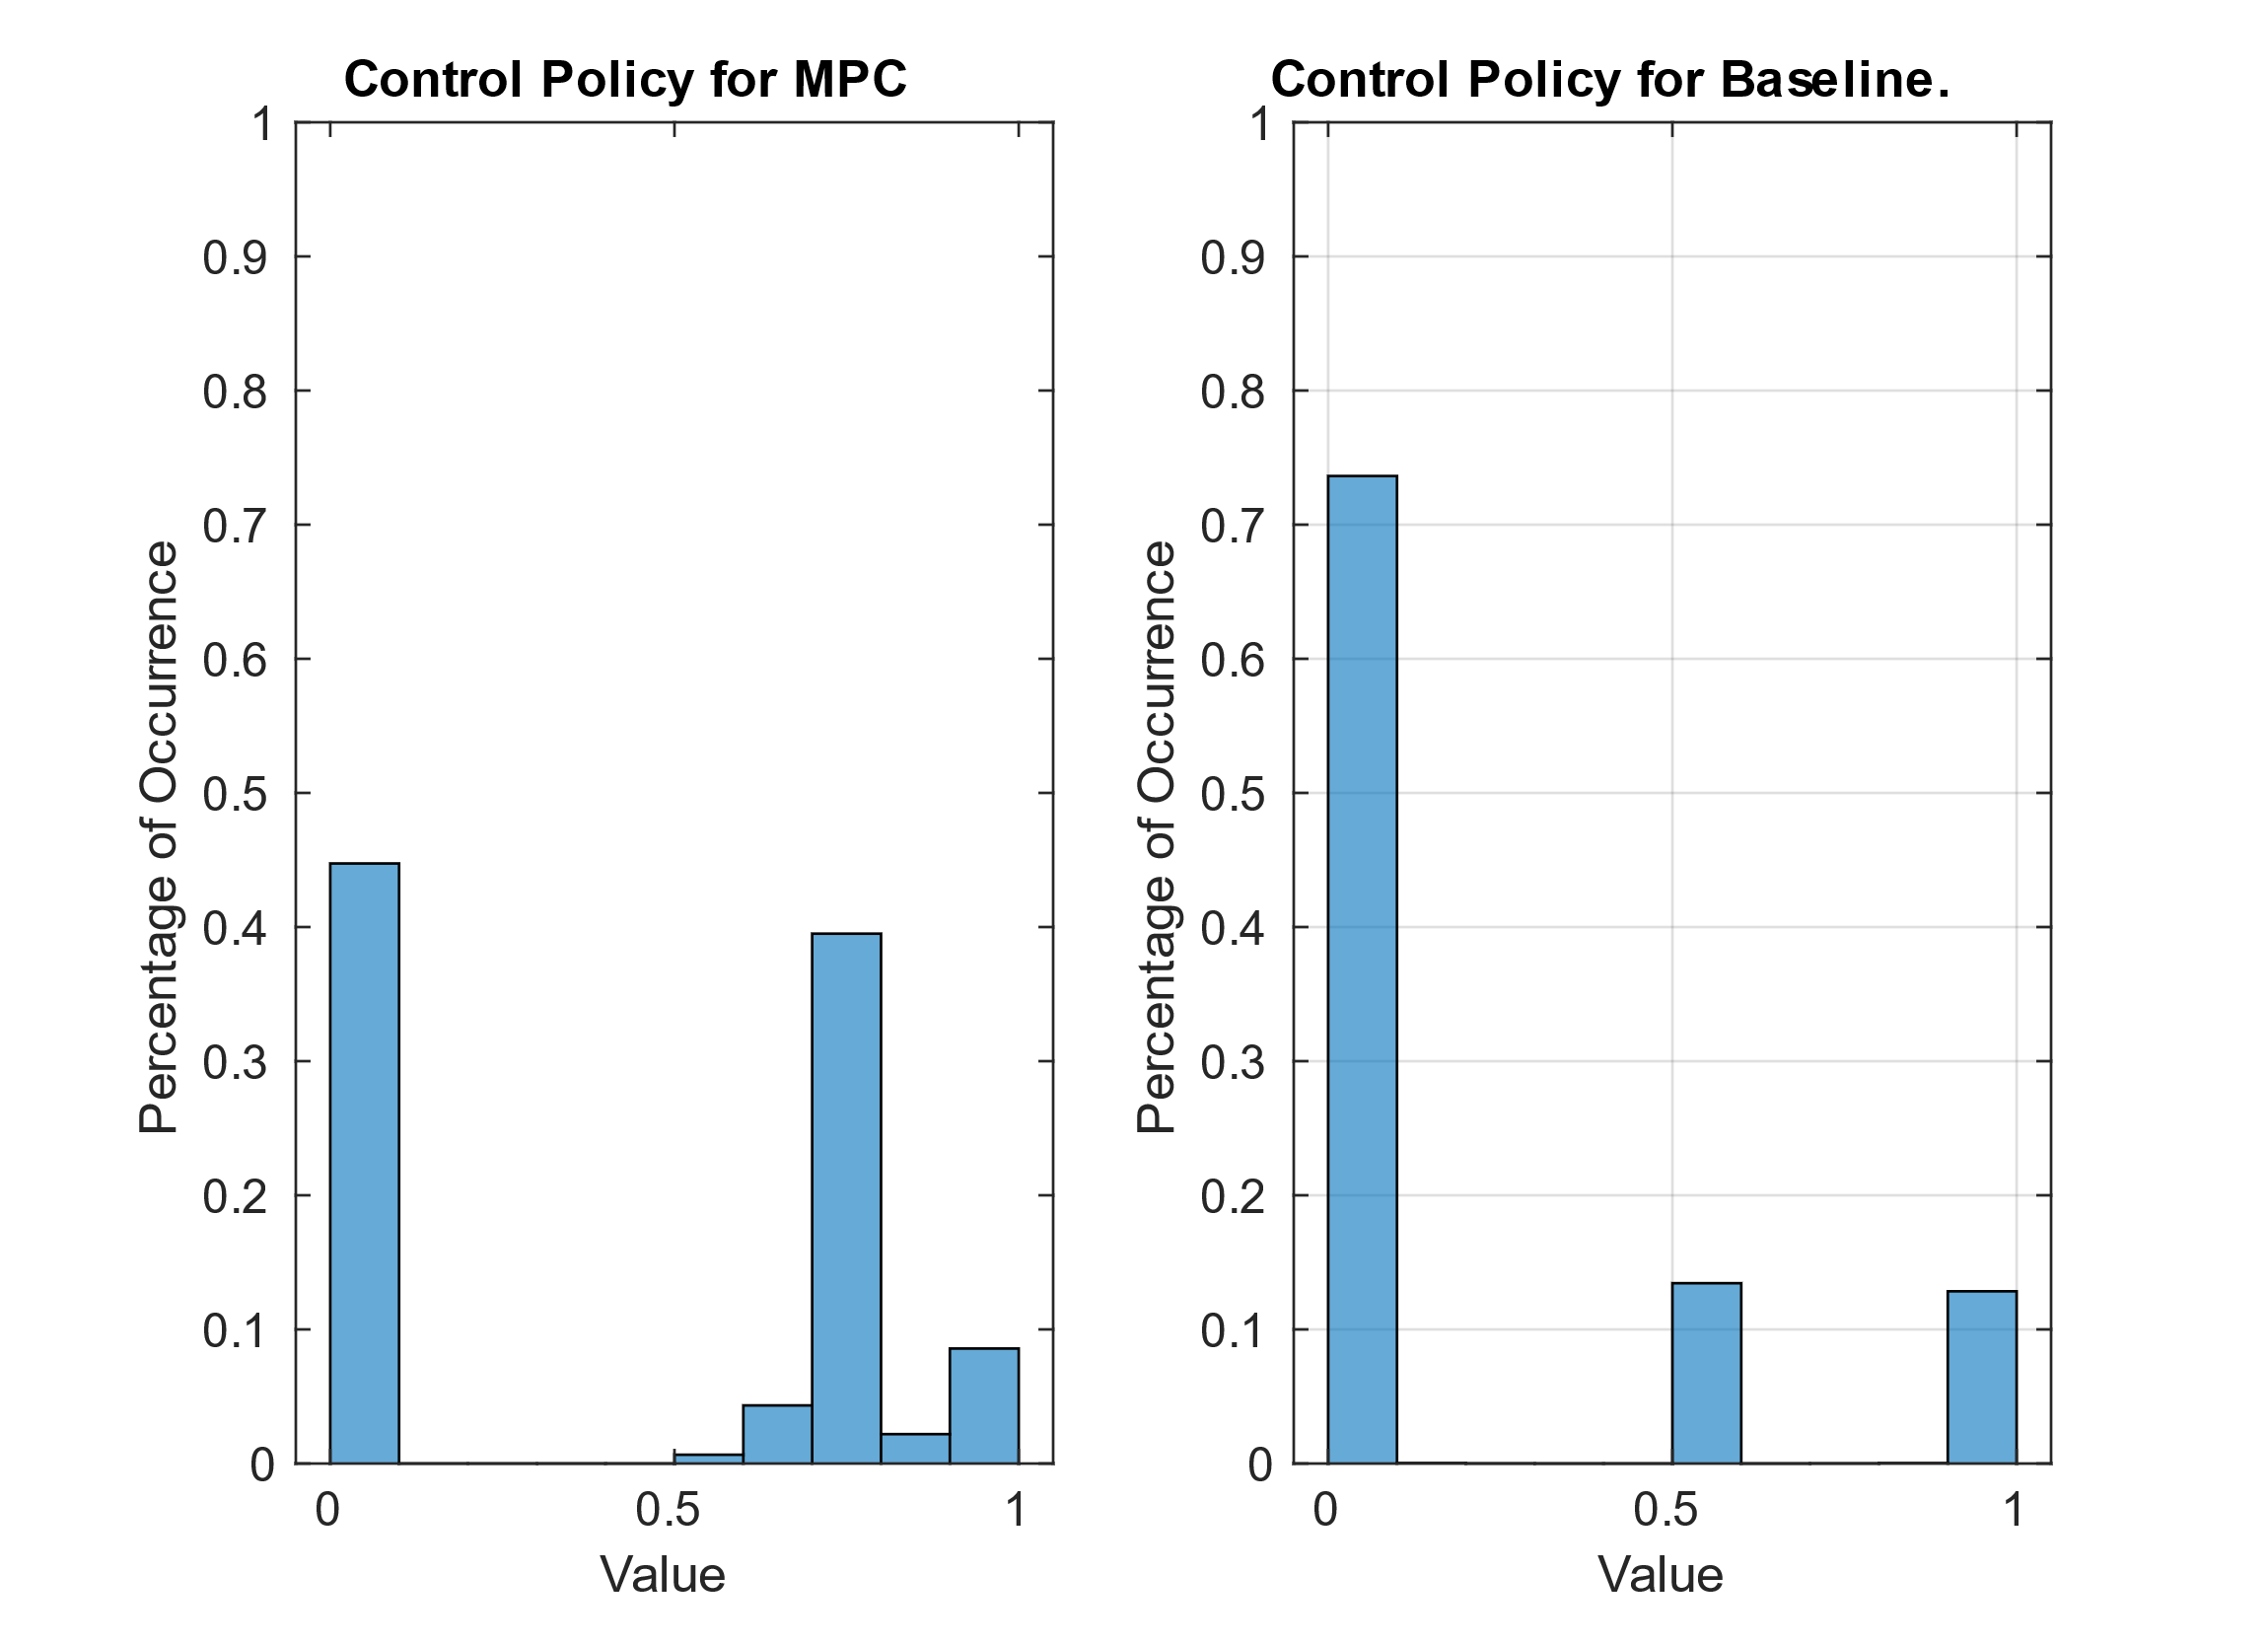 Control Policy for MPC
1
0.9
0.8
0.7
0.6
0.5
0.4
0.3
0.2
0.1
0
Percentage of Occurrence
0 0.5 1
Value
Control Policy for Baseline.
1
0.9
0.8
0.7
0.6
0.5
0.4
0.3
0.2
0.1
0
Percentage of Occurrence
0 0.5 1
Value